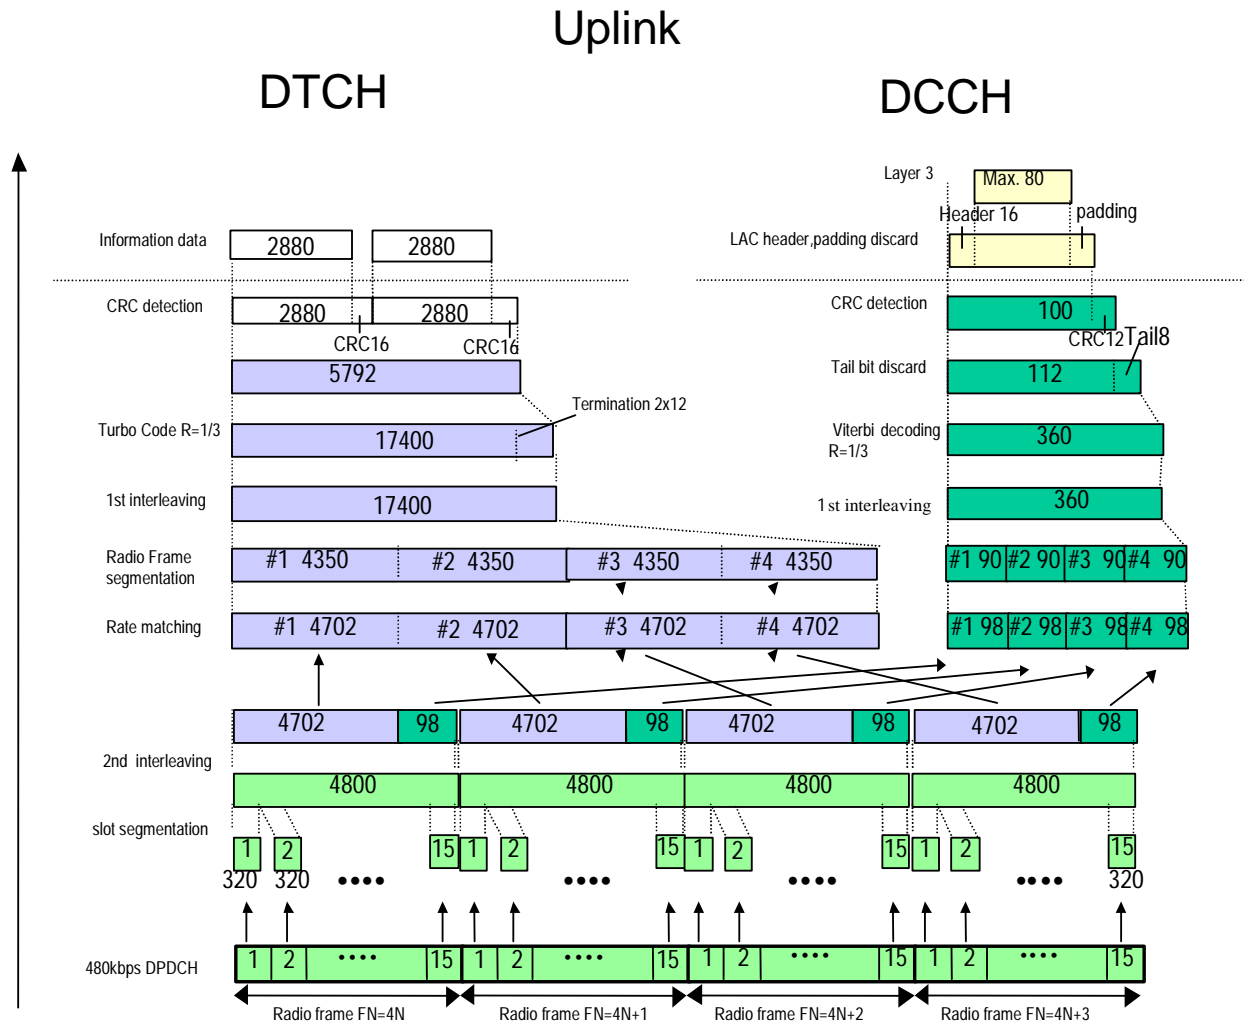 Uplink
DTCH
DCCH
Layer 3
Max. 80
Header 16
padding
Information data
2880
2880
LAC header,padding discard
CRC detection
2880
2880
CRC16
CRC16
CRC detection
100
CRC12
Tail8
5792
Tail bit discard
112
Termination 2x12
Turbo Code R=1/3
17400
Viterbi decoding
R=1/3
360
1st interleaving
17400
1st interleaving
360
Radio Frame
segmentation
#1 4350
#2 4350
#3 4350
#4 4350
#1 90
#2 90
#3 90
#4 90
Rate matching
#1 4702
#2 4702
#3 4702
#4 4702
#1 98
#2 98
#3 98
#4 98
4702
98
4702
98
4702
98
4702
98
2nd interleaving
4800
4800
4800
4800
slot segmentation
1
2
15
1
2
15
1
2
15
1
2
15
320
320
320
480kbps DPDCH
1
2
15
1
2
15
1
2
15
1
2
15
Radio frame FN=4N
Radio frame FN=4N+1
Radio frame FN=4N+2
Radio frame FN=4N+3